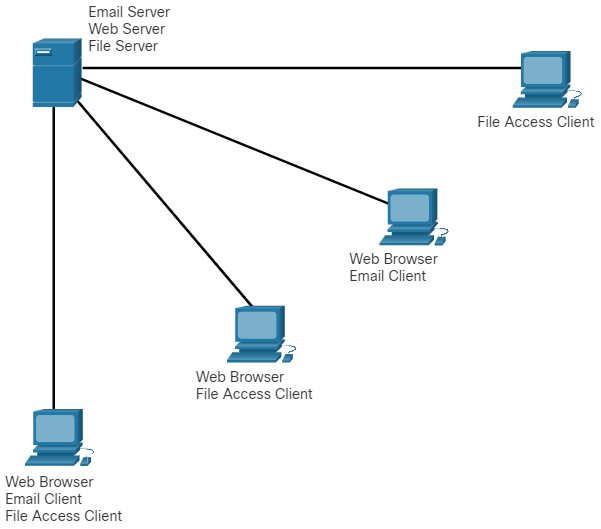 Email Server
Web Server
File Server
File Access Client
Web Browser
Email Client
Web Browser
File Access Client
Web Browser
Email Client
File Access Client